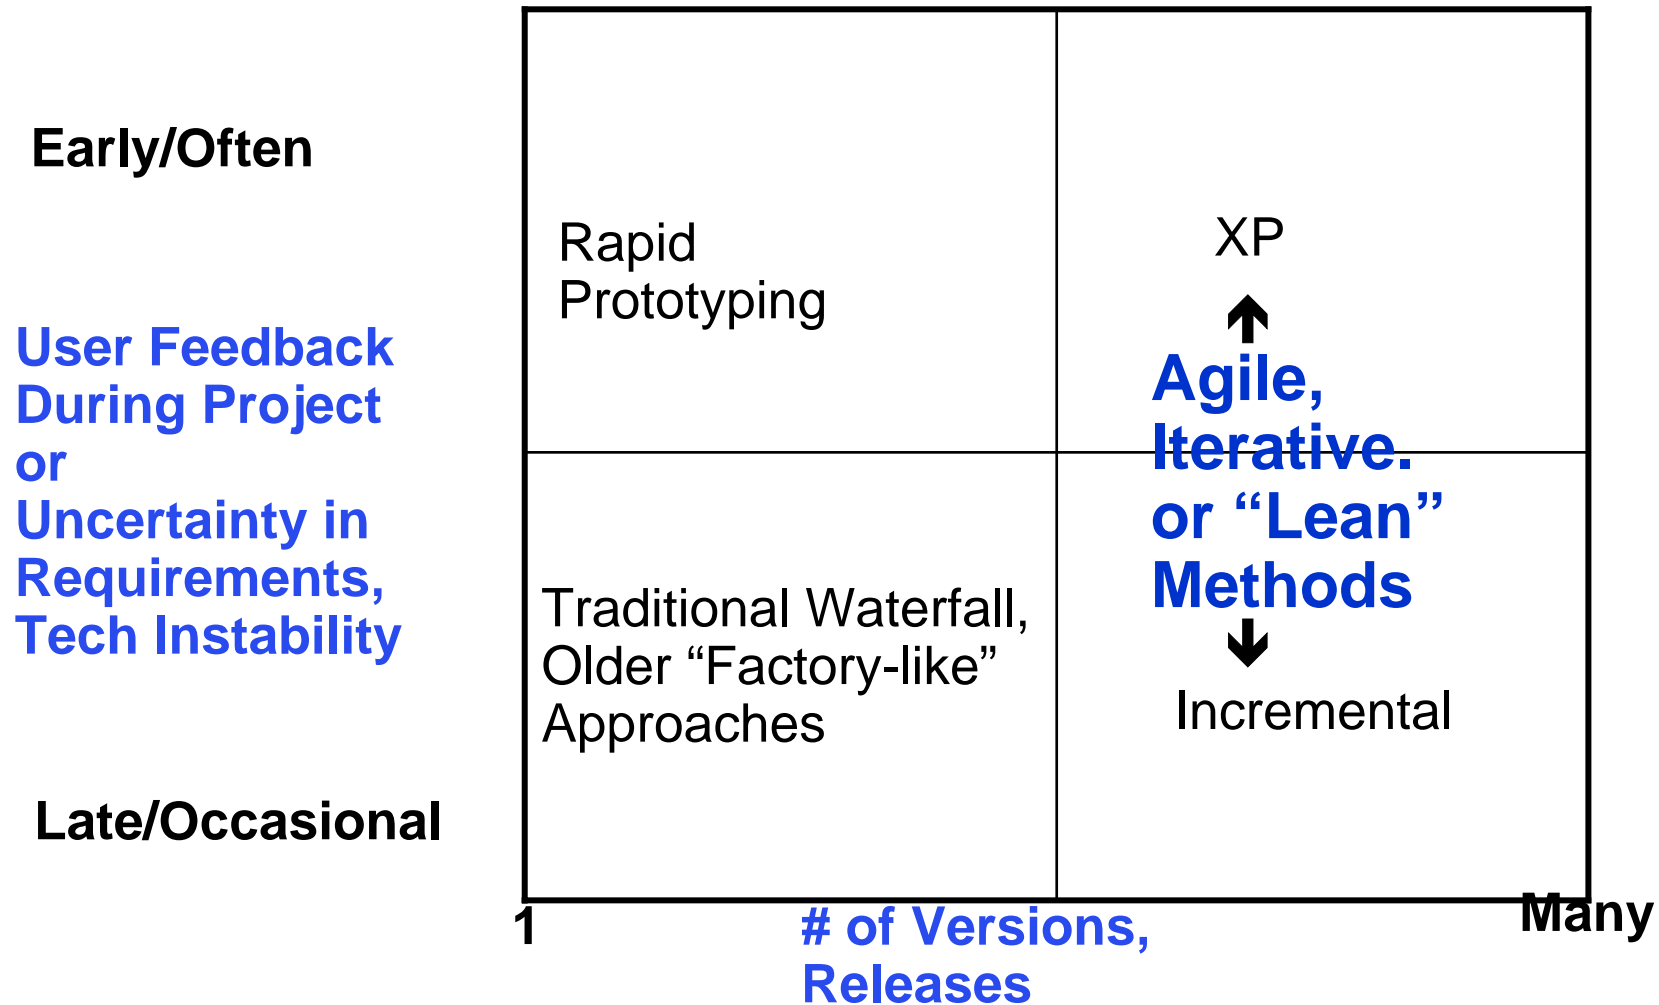 Early/Often
User Feedback
During Project
or
Uncertainty in
Requirements,
Tech Instability
Late/Occasional
Rapid
Prototyping
XP
Agile,
Iterative.
or “Lean”
Methods
Incremental
Traditional Waterfall,
Older “Factory-like”
Approaches
1
# of Versions,
Releases
Many